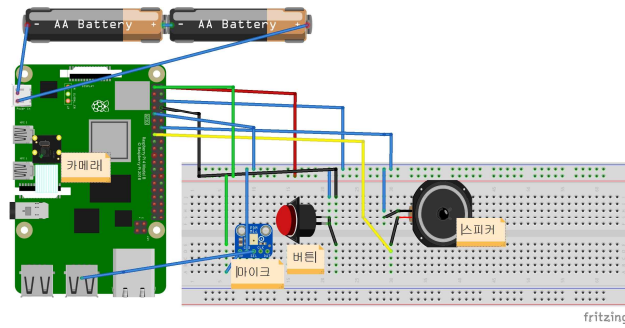 - AA Battery +
- AA Battery +
카메라
마이크
버튼
스피커
fritzing